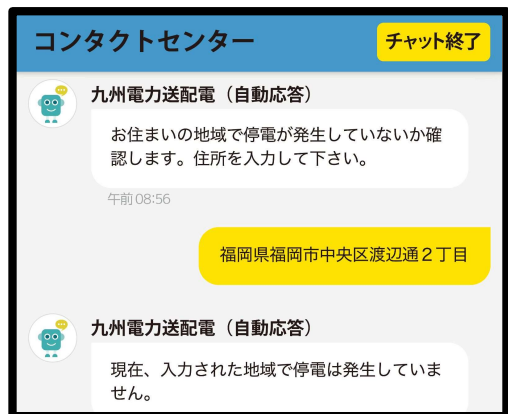 コンタクトセンター
チャット終了
九州電力送配電（自動応答）
お住まいの地域で停電が発生していないか確
認します。住所を入力して下さい。
午前 08:56
福岡県福岡市中央区渡辺通２丁目
九州電力送配電（自動応答）
現在、入力された地域で停電は発生していま
せん。